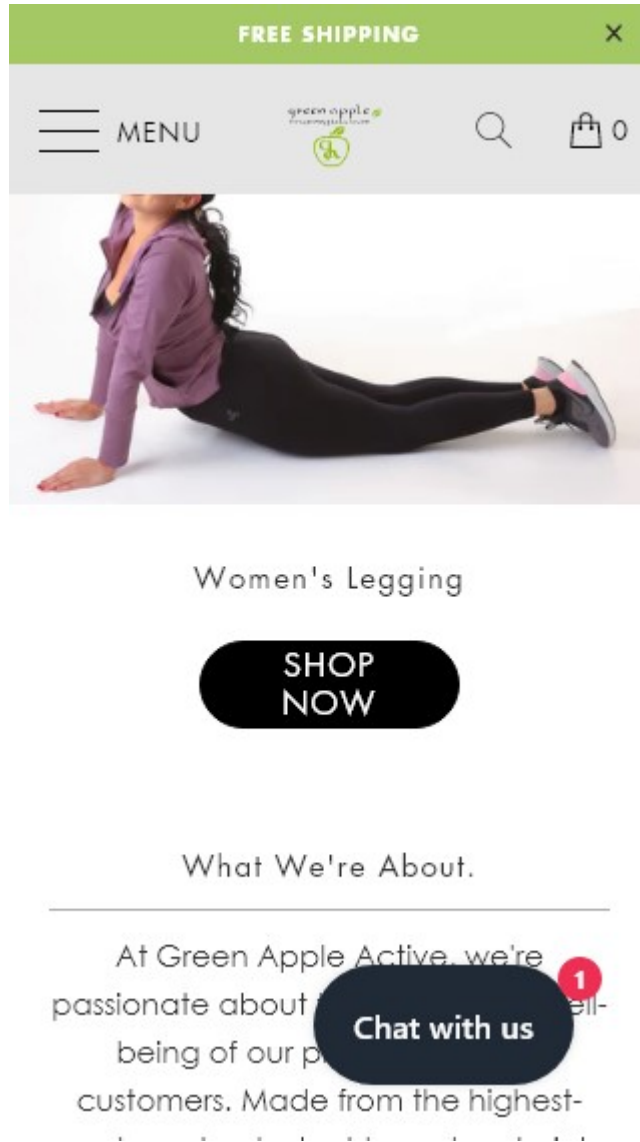 FREE SHIPPING
MENU
green apple
0
Women's Legging
SHOP
NOW
What We're About.
At Green Apple Active, we're
passionate about
being of our
customers. Made from the highest-
Chat with us
1